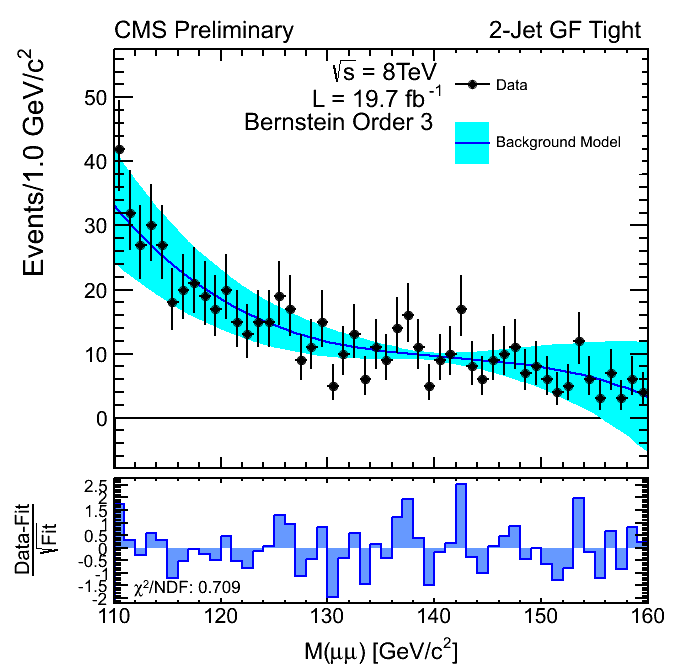 CMS Preliminary 2-Jet GF Tight
√s = 8TeV
L = 19.7 fb⁻¹
Bernstein Order 3
Data
Background Model
Events/1.0 GeV/c²
50
40
30
20
10
0
Data-Fit
√Fit
2.5
2
1.5
1
0.5
0
-0.5
-1
-1.5
-2
χ²/NDF: 0.709
110 120 130 140 150 160
M(μμ) [GeV/c²]